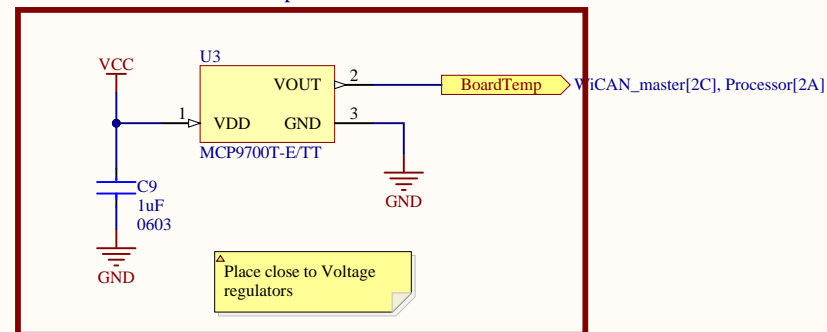 VCC
U3
1
VDD
VOUT
GND
2
3
MCP9700T-E/TT
BoardTemp
WiCAN_master[2C], Processor[2A]
GND
C9
1uF
0603
GND
Place close to Voltage
regulators